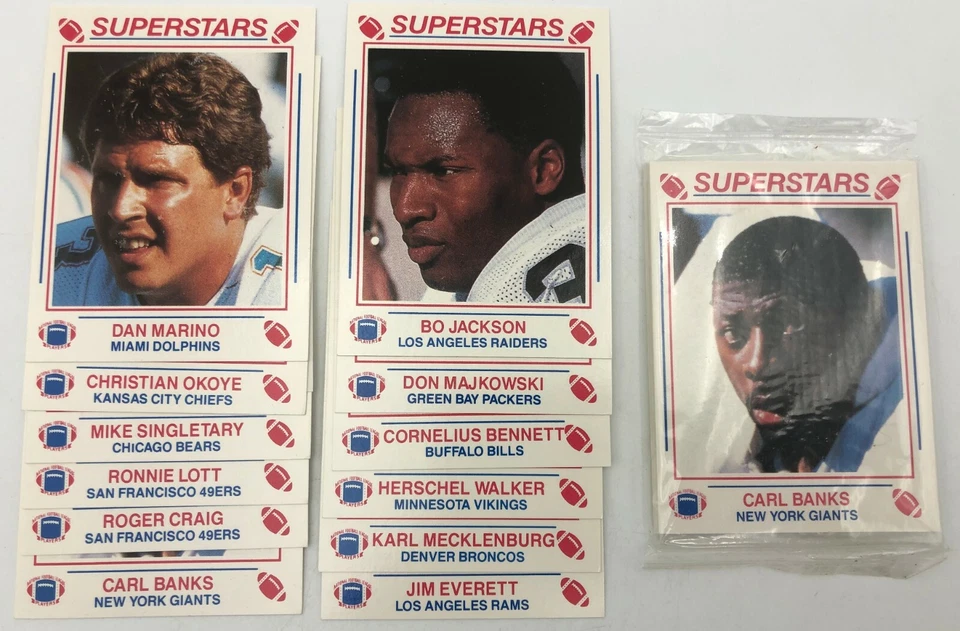 SUPERSTARS
DAN MARINO
MIAMI DOLPHINS
CHRISTIAN OKOYE
KANSAS CITY CHIEFS
MIKE SINGLETARY
CHICAGO BEARS
RONNIE LOTT
SAN FRANCISCO 49ERS
ROGER CRAIG
SAN FRANCISCO 49ERS
CARL BANKS
NEW YORK GIANTS
SUPERSTARS
BO JACKSON
LOS ANGELES RAIDERS
DON MAJKOWSKI
GREEN BAY PACKERS
CORNELIUS BENNETT
BUFFALO BILLS
HERSCHEL WALKER
MINNESOTA VIKINGS
KARL MECKLENBURG
DENVER BRONCOS
JIM EVERETT
LOS ANGELES RAMS
SUPERSTARS
CARL BANKS
NEW YORK GIANTS